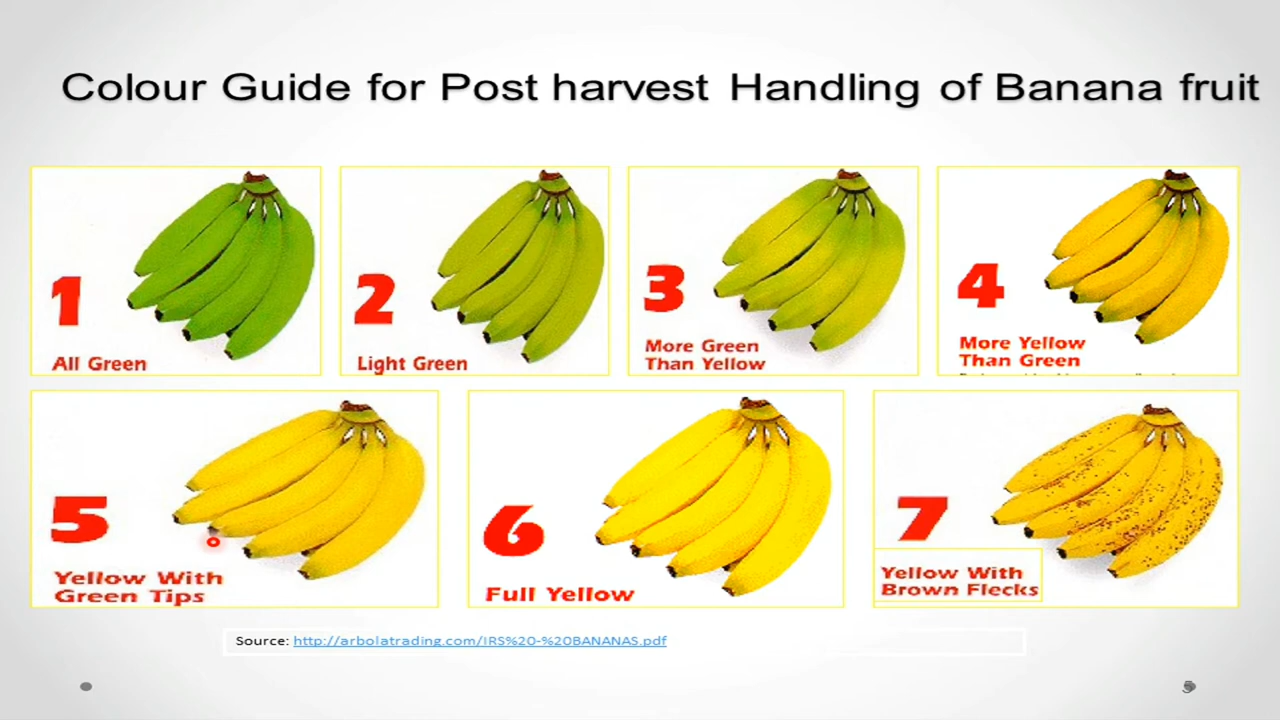 Colour Guide for Post harvest Handling of Banana fruit
1
All Green
2
Light Green
3
More Green
Than Yellow
4
More Yellow
Than Green
5
Yellow With
Green Tips
6
Full Yellow
7
Yellow With
Brown Flecks
Source: http://arbolatrading.com/IRS%20-%20BANANAS.pdf
5